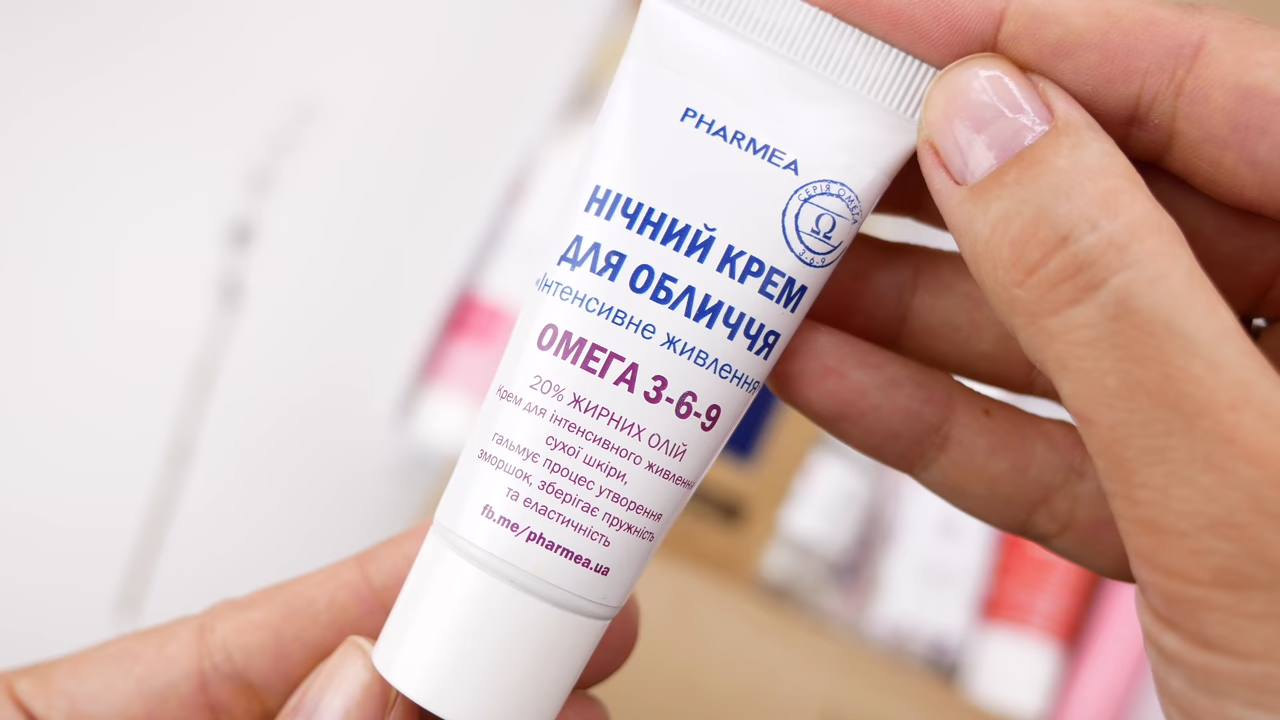 PHARMEA
СЕРІЯ ОМЕГА
Ω
3-6-9
НІЧНИЙ КРЕМ
ДЛЯ ОБЛИЧЧЯ
«Інтенсивне живлення
ОМЕГА 3-6-9
20% ЖИРНИХ ОЛІЙ
Крем для інтенсивного живлення
сухої шкіри,
гальмує процес утворення
зморшок, зберігає пружність
та еластичність
fb.me/pharmea.ua